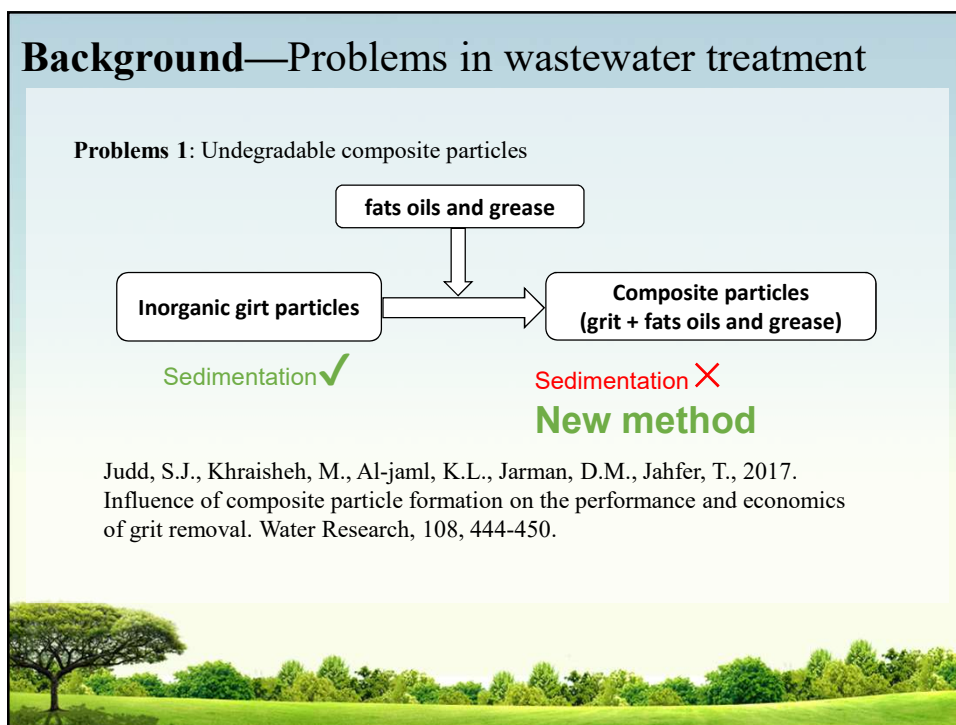 Background—Problems in wastewater treatment
Problems 1: Undegradable composite particles
fats oils and grease
Inorganic girt particles
Composite particles
(grit + fats oils and grease)
Sedimentation ✓
Sedimentation ✕
New method
Judd, S.J., Khraisheh, M., Al-jaml, K.L., Jarman, D.M., Jahfer, T., 2017.
Influence of composite particle formation on the performance and economics
of grit removal. Water Research, 108, 444-450.